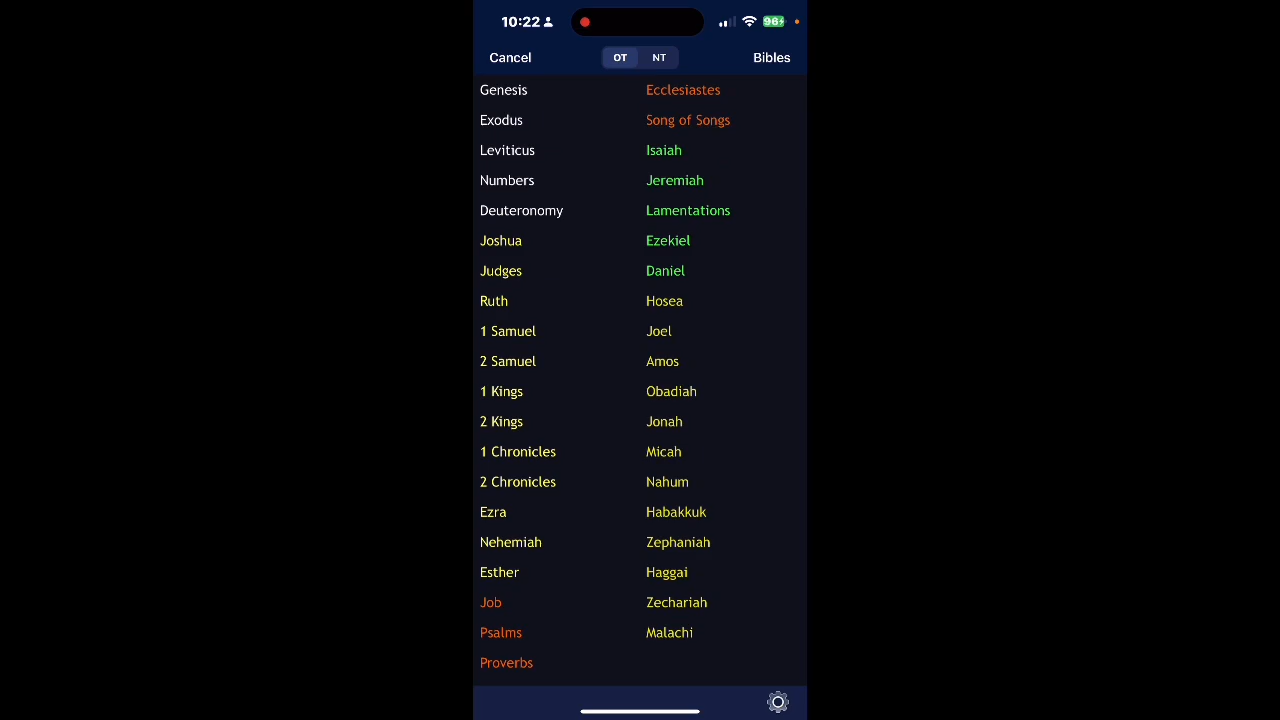 10:22
96
Cancel
OT
NT
Bibles
Genesis
Exodus
Leviticus
Numbers
Deuteronomy
Joshua
Judges
Ruth
1 Samuel
2 Samuel
1 Kings
2 Kings
1 Chronicles
2 Chronicles
Ezra
Nehemiah
Esther
Job
Psalms
Proverbs
Ecclesiastes
Song of Songs
Isaiah
Jeremiah
Lamentations
Ezekiel
Daniel
Hosea
Joel
Amos
Obadiah
Jonah
Micah
Nahum
Habakkuk
Zephaniah
Haggai
Zechariah
Malachi